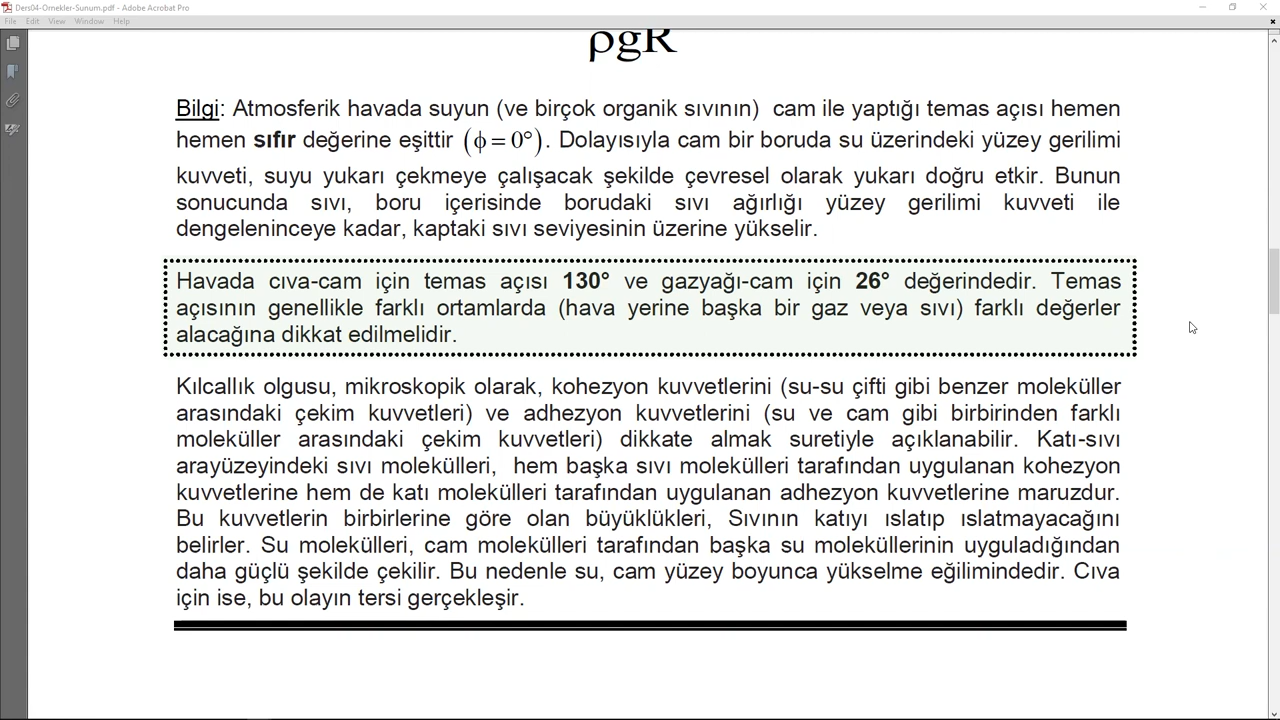 Ders04-Ornekler-Sunum.pdf - Adobe Acrobat Pro
File Edit View Window Help
ρgR
Bilgi: Atmosferik havada suyun (ve birçok organik sıvının) cam ile yaptığı temas açısı hemen
hemen sıfır değerine eşittir (ϕ = 0°). Dolayısıyla cam bir boruda su üzerindeki yüzey gerilimi
kuvveti, suyu yukarı çekmeye çalışacak şekilde çevresel olarak yukarı doğru etkir. Bunun
sonucunda sıvı, boru içerisinde borudaki sıvı ağırlığı yüzey gerilimi kuvveti ile
dengeleninceye kadar, kaptaki sıvı seviyesinin üzerine yükselir.
Havada cıva-cam için temas açısı 130° ve gazyağı-cam için 26° değerindedir. Temas
açısının genellikle farklı ortamlarda (hava yerine başka bir gaz veya sıvı) farklı değerler
alacağına dikkat edilmelidir.
Kılcallık olgusu, mikroskopik olarak, kohezyon kuvvetlerini (su-su çifti gibi benzer moleküller
arasındaki çekim kuvvetleri) ve adhezyon kuvvetlerini (su ve cam gibi birbirinden farklı
moleküller arasındaki çekim kuvvetleri) dikkate almak suretiyle açıklanabilir. Katı-sıvı
arayüzeyindeki sıvı molekülleri, hem başka sıvı molekülleri tarafından uygulanan kohezyon
kuvvetlerine hem de katı molekülleri tarafından uygulanan adhezyon kuvvetlerine maruzdur.
Bu kuvvetlerin birbirlerine göre olan büyüklükleri, Sıvının katıyı ıslatıp ıslatmayacağını
belirler. Su molekülleri, cam molekülleri tarafından başka su moleküllerinin uyguladığından
daha güçlü şekilde çekilir. Bu nedenle su, cam yüzey boyunca yükselme eğilimindedir. Cıva
için ise, bu olayın tersi gerçekleşir.